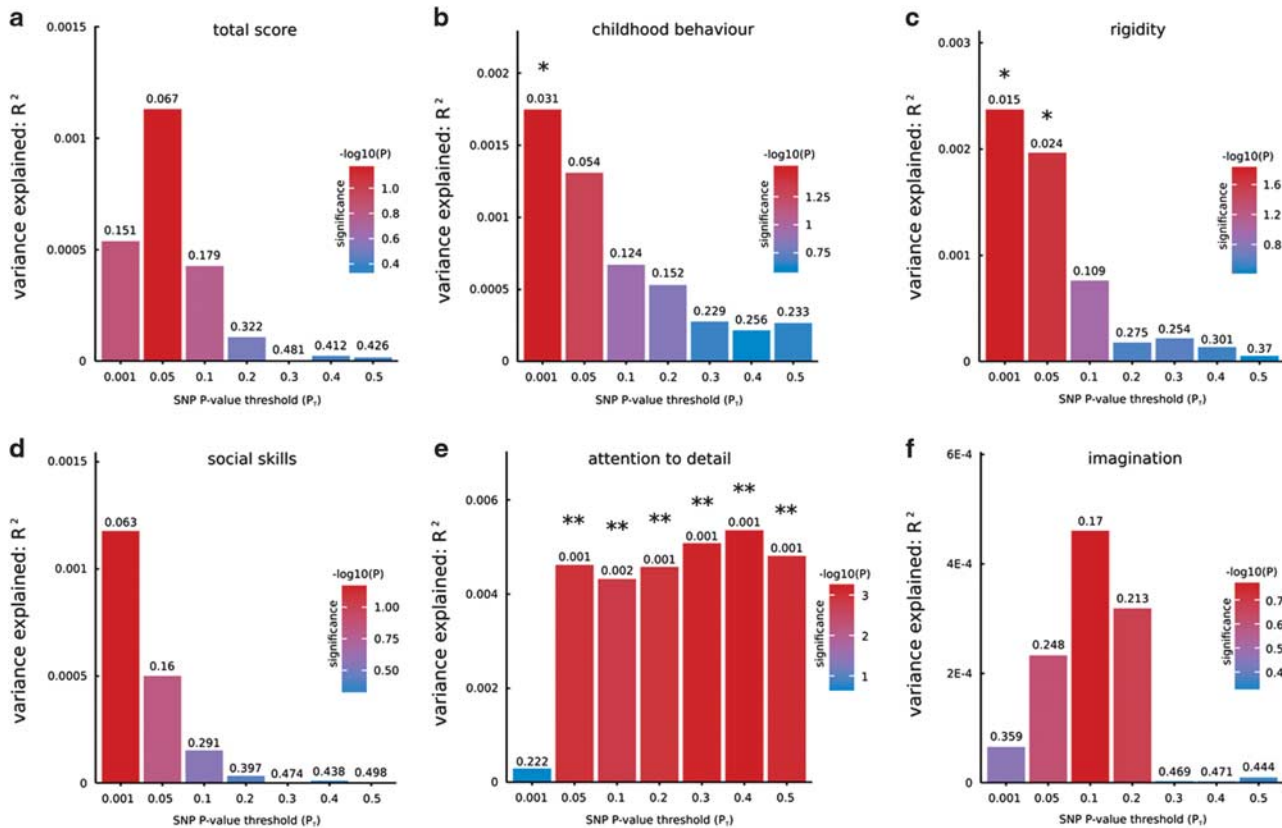 a
total score
0.0015
0.001
0.0005
0
variance explained: R²
0.151
0.067
0.179
0.322
0.481
0.412
0.426
-log10(P)
significance
1.0
0.8
0.6
0.4
0.001 0.05 0.1 0.2 0.3 0.4 0.5
SNP P-value threshold (P_T)
b
childhood behaviour
0.002
0.0015
0.001
0.0005
0
variance explained: R²
*
0.031
0.054
0.124
0.152
0.229
0.256
0.233
-log10(P)
significance
1.25
1
0.75
0.001 0.05 0.1 0.2 0.3 0.4 0.5
SNP P-value threshold (P_T)
c
rigidity
0.003
0.002
0.001
0
variance explained: R²
*
0.015
*
0.024
0.109
0.275
0.254
0.301
0.37
-log10(P)
significance
1.6
1.2
0.8
0.001 0.05 0.1 0.2 0.3 0.4 0.5
SNP P-value threshold (P_T)
d
social skills
0.0015
0.001
0.0005
0
variance explained: R²
0.063
0.16
0.291
0.397
0.474
0.438
0.498
-log10(P)
significance
1.00
0.75
0.50
0.001 0.05 0.1 0.2 0.3 0.4 0.5
SNP P-value threshold (P_T)
e
attention to detail
0.006
0.004
0.002
0
variance explained: R²
** ** ** ** ** **
0.222
0.001
0.002
0.001
0.001
0.001
0.001
-log10(P)
significance
3
2
1
0.001 0.05 0.1 0.2 0.3 0.4 0.5
SNP P-value threshold (P_T)
f
imagination
6E-4
4E-4
2E-4
0
variance explained: R²
0.359
0.248
0.17
0.213
0.469
0.471
0.444
-log10(P)
significance
0.7
0.6
0.5
0.4
0.001 0.05 0.1 0.2 0.3 0.4 0.5
SNP P-value threshold (P_T)